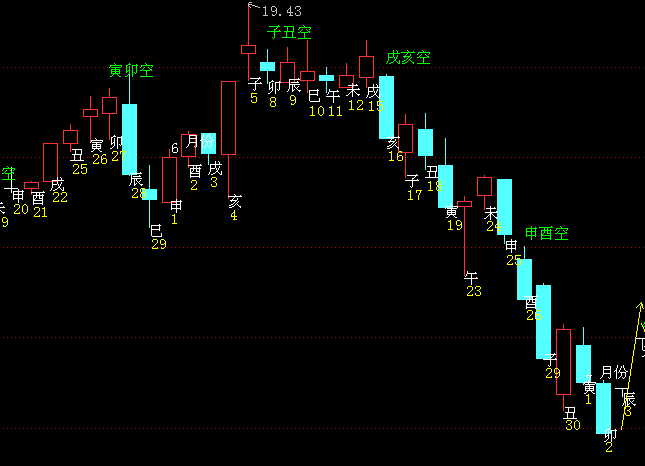 19.43
子丑空
寅卯空
戌亥空
申酉空
空
9
申
20
酉
21
戌
22
丑
25
寅
26
卯
27
辰
28
巳
29
6 月份
申
1
酉
2
戌
3
亥
4
子
5
卯
8
辰
9
巳
10
午
11
未
12
戌
15
亥
16
子
17
丑
18
寅
19
午
23
未
24
申
25
酉
26
子
29
丑
30
月份
寅
1
卯
2
辰
3